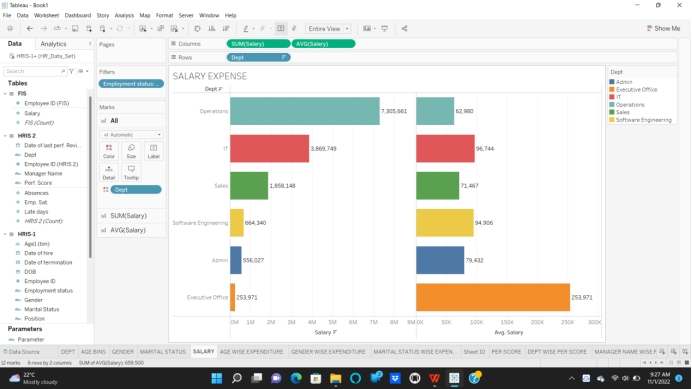 Tableau - Book1
File Data Worksheet Dashboard Story Analysis Map Format Server Window Help
Entire View
Show Me
Data Analytics
HRIS-1+ (HR_Data_Set)
Search
Tables
FIS
Employee ID (FIS)
Salary
FIS (Count)
HRIS 2
Date of last perf. Revi...
Dept
Employee ID (HRIS 2)
Manager Name
Perf. Score
Absences
Emp. Sat
Late days
HRIS 2 (Count)
HRIS-1
Age1 (bin)
Date of hire
Date of termination
DOB
Employee ID
Employment status
Gender
Marital Status
Position
Parameters
Parameter
Pages
Filters
Employment status:...
Marks
All
Automatic
Color Size Label
Detail Tooltip
Dept
SUM(Salary)
AVG(Salary)
Columns SUM(Salary) AVG(Salary)
Rows Dept
SALARY EXPENSE
Dept
Operations 7,305,661 62,980
IT 3,869,749 96,744
Sales 1,858,148 71,467
Software Engineering 664,340 94,906
Admin 556,027 79,432
Executive Office 253,971 253,971
0M 1M 2M 3M 4M 5M 6M 7M 8M 9M 0K 50K 100K 150K 200K 250K 300K
Salary Avg. Salary
Dept
Admin
Executive Office
IT
Operations
Sales
Software Engineering
Data Source DEPT AGE BINS GENDER MARITAL STATUS SALARY AGE WISE EXPENDITURE GENDER WISE EXPENDITURE MARITAL STATUS WISE EXPEN... Sheet 10 PER SCORE DEPT WISE PER SCORE MANAGER NAME WISE P
12 marks 6 rows by 2 columns SUM of AVG(Salary): 659,500
22°C
Mostly cloudy
9:27 AM
11/1/2022